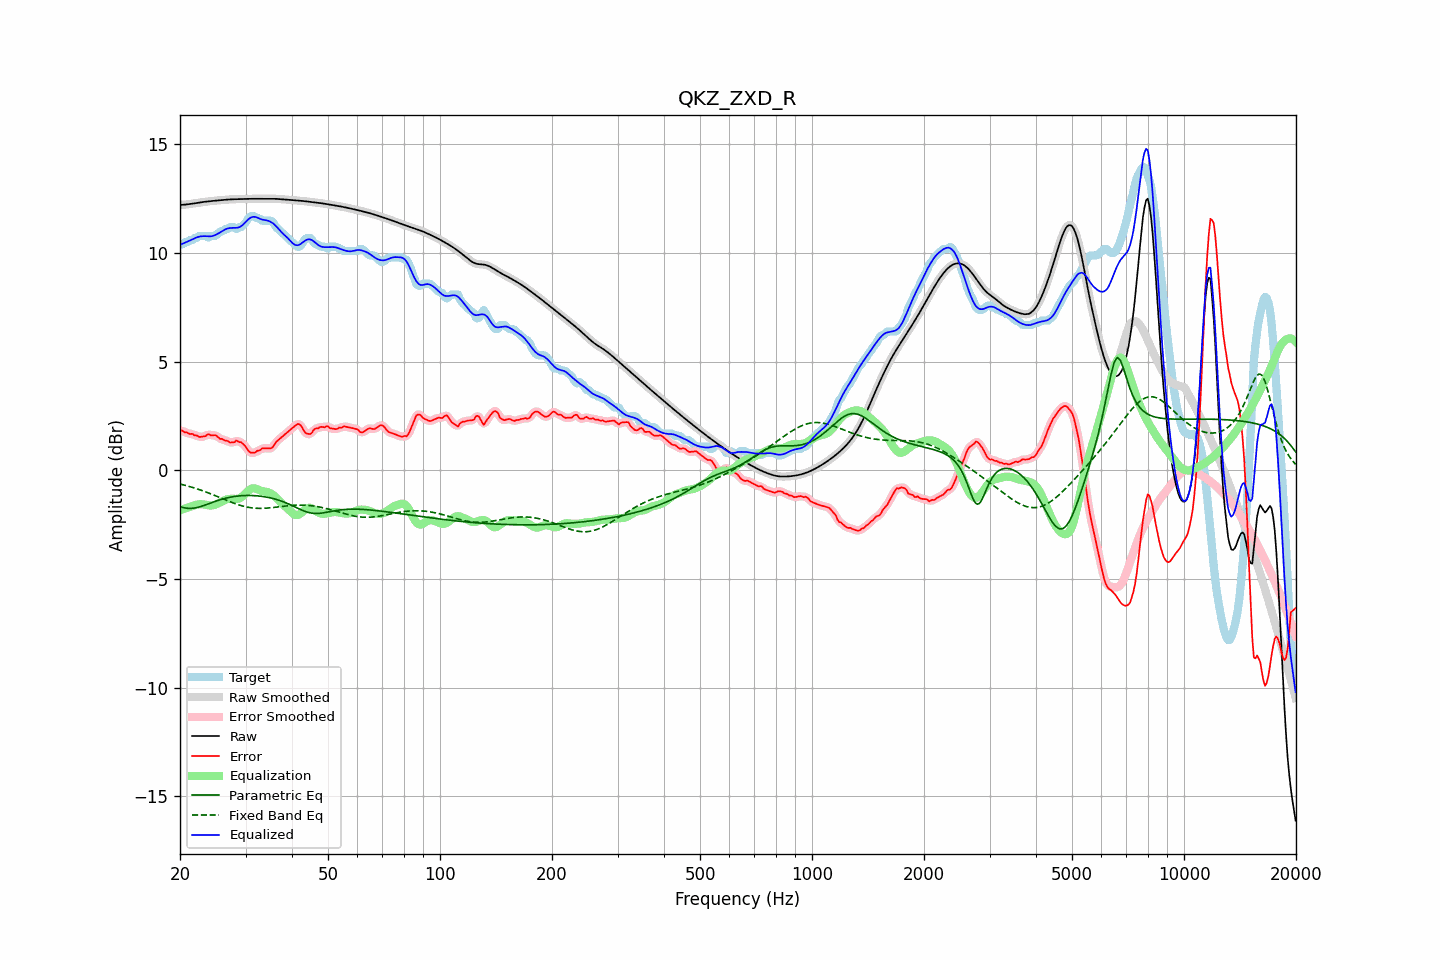 QKZ_ZXD_R
Amplitude (dBr)
15
10
5
0
−5
−10
−15
Target
Raw Smoothed
Error Smoothed
Raw
Error
Equalization
Parametric Eq
Fixed Band Eq
Equalized
20
50
100
200
500
1000
2000
5000
10000
20000
Frequency (Hz)